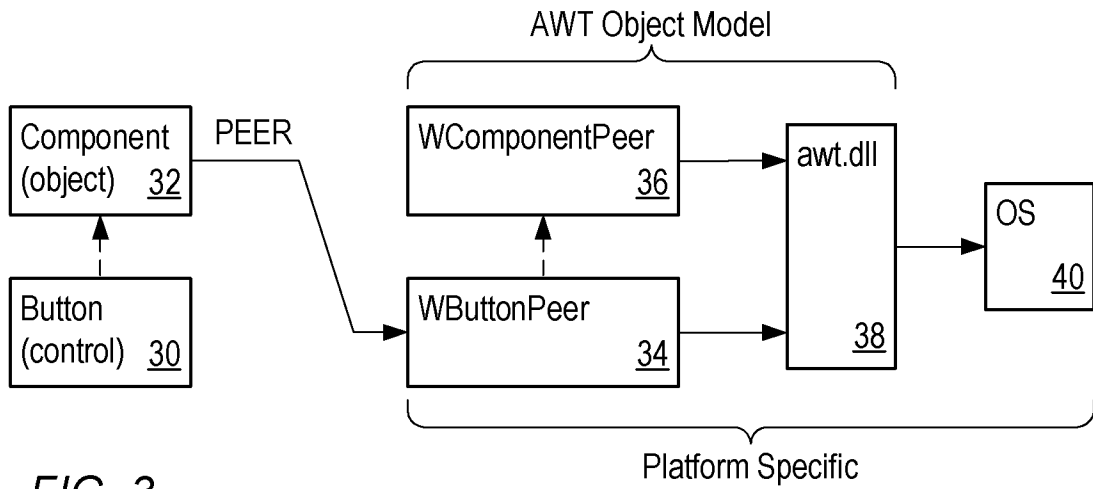 AWT Object Model
Component
(object) 32
PEER
WComponentPeer
36
awt.dll
38
OS
40
Button
(control) 30
WButtonPeer
34
Platform Specific